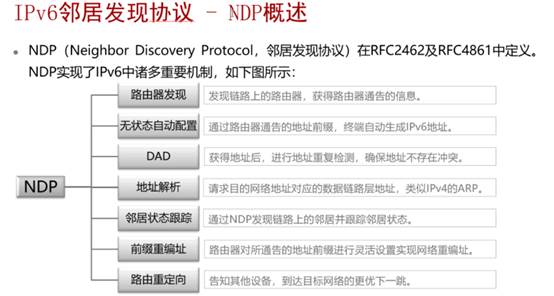 IPv6邻居发现协议 - NDP概述
• NDP（Neighbor Discovery Protocol，邻居发现协议）在RFC2462及RFC4861中定义。
NDP实现了IPv6中诸多重要机制，如下图所示：
NDP
路由器发现 发现链路上的路由器，获得路由器通告的信息。
无状态自动配置 通过路由器通告的地址前缀，终端自动生成IPv6地址。
DAD 获得地址后，进行地址重复检测，确保地址不存在冲突。
地址解析 请求目的网络地址对应的数据链路层地址，类似IPv4的ARP。
邻居状态跟踪 通过NDP发现链路上的邻居并跟踪邻居状态。
前缀重编址 路由器对所通告的地址前缀进行灵活设置实现网络重编址。
路由重定向 告知其他设备，到达目标网络的更优下一跳。